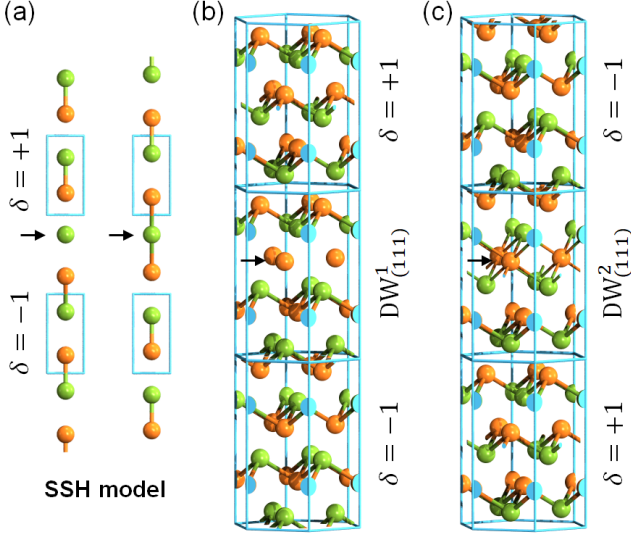 (a)
δ = +1
δ = −1
SSH model
(b)
δ = +1
DW¹₍₁₁₁₎
δ = −1
(c)
δ = −1
DW²₍₁₁₁₎
δ = +1